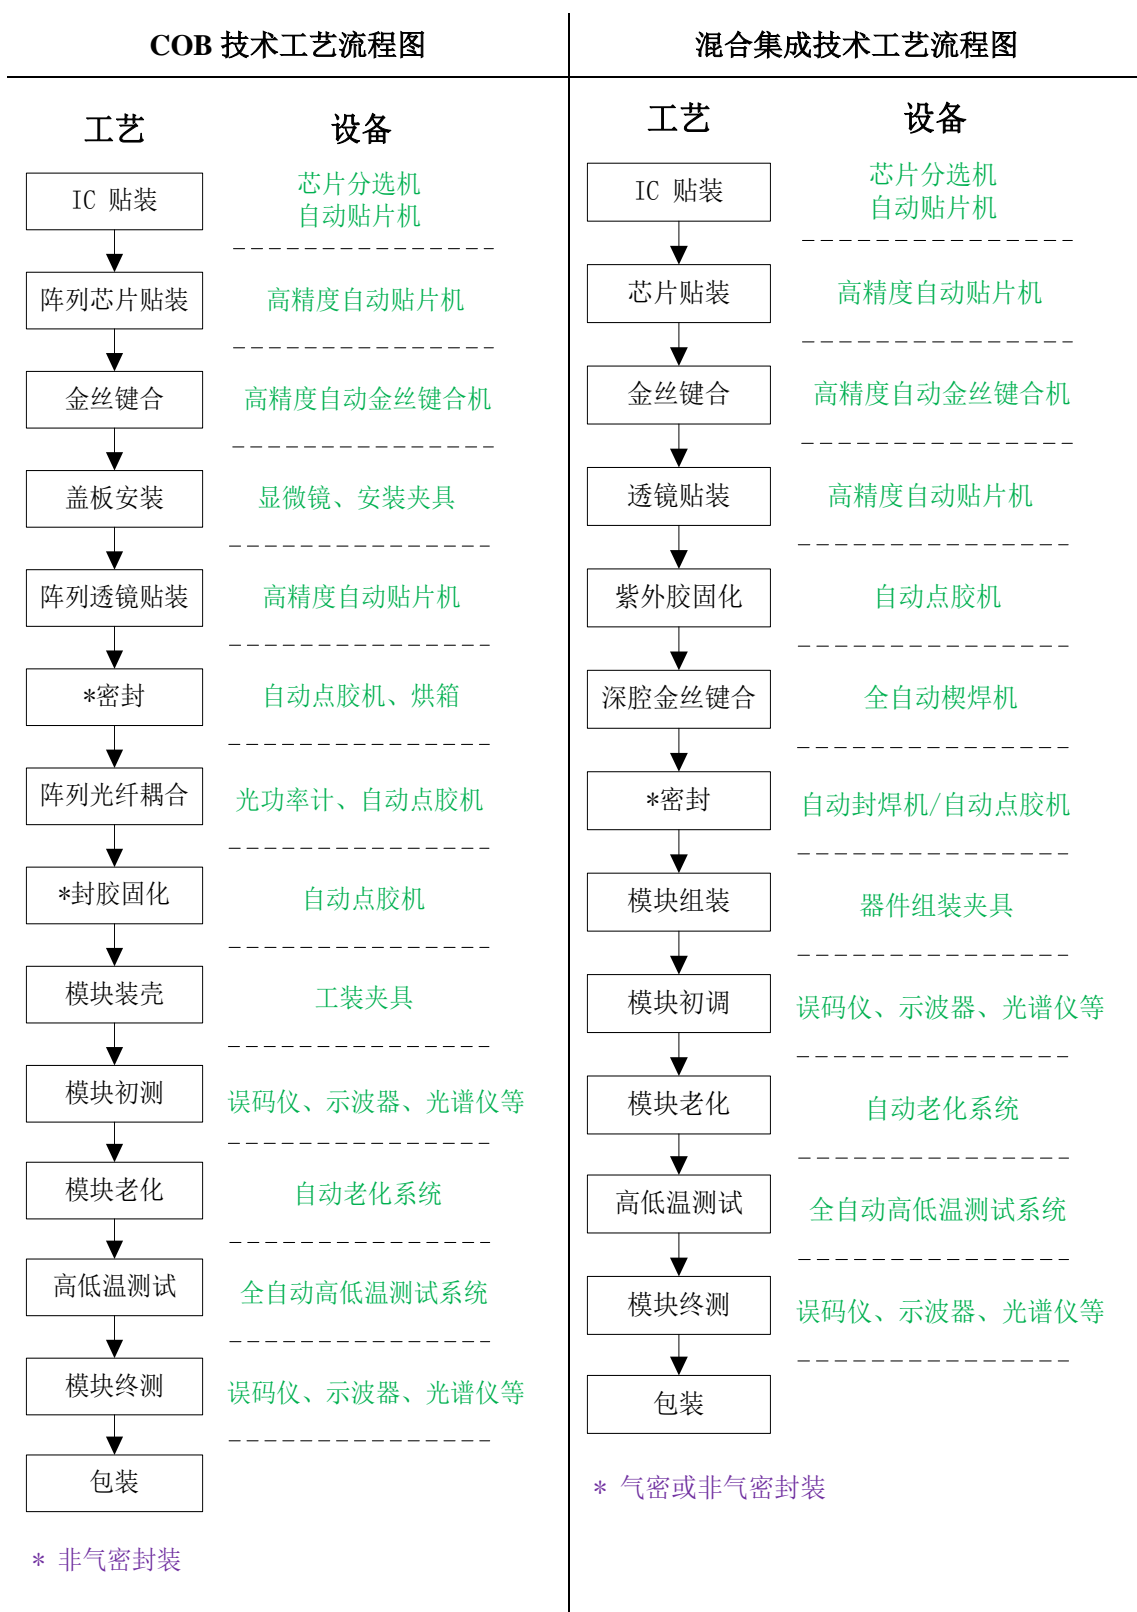 COB 技术工艺流程图
工艺
设备
IC 贴装
芯片分选机
自动贴片机
阵列芯片贴装
高精度自动贴片机
金丝键合
高精度自动金丝键合机
盖板安装
显微镜、安装夹具
阵列透镜贴装
高精度自动贴片机
*密封
自动点胶机、烘箱
阵列光纤耦合
光功率计、自动点胶机
*封胶固化
自动点胶机
模块装壳
工装夹具
模块初测
误码仪、示波器、光谱仪等
模块老化
自动老化系统
高低温测试
全自动高低温测试系统
模块终测
误码仪、示波器、光谱仪等
包装
* 非气密封装
混合集成技术工艺流程图
工艺
设备
IC 贴装
芯片分选机
自动贴片机
芯片贴装
高精度自动贴片机
金丝键合
高精度自动金丝键合机
透镜贴装
高精度自动贴片机
紫外胶固化
自动点胶机
深腔金丝键合
全自动楔焊机
*密封
自动封焊机/自动点胶机
模块组装
器件组装夹具
模块初调
误码仪、示波器、光谱仪等
模块老化
自动老化系统
高低温测试
全自动高低温测试系统
模块终测
误码仪、示波器、光谱仪等
包装
* 气密或非气密封装